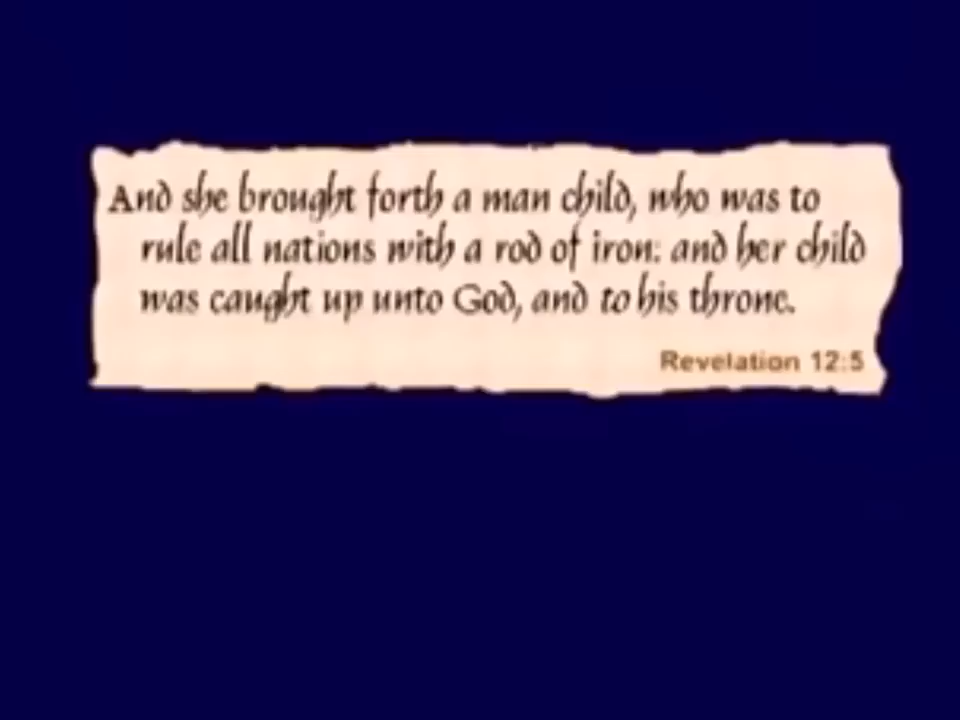 And she brought forth a man child, who was to
rule all nations with a rod of iron: and her child
was caught up unto God, and to his throne.
Revelation 12:5